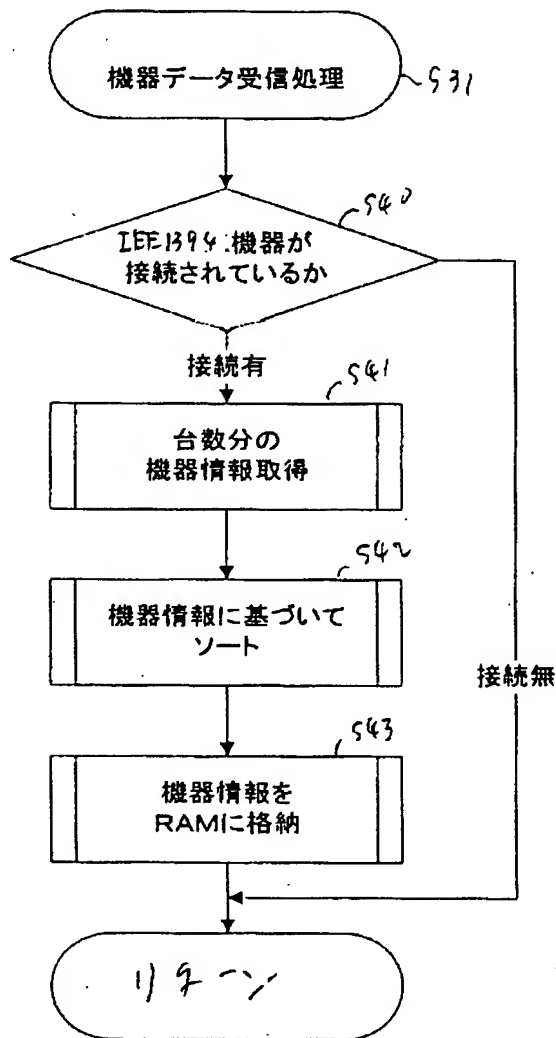 機器データ受信処理
S31
S40
IEEE1394:機器が
接続されているか
接続有
S41
台数分の
機器情報取得
S42
機器情報に基づいて
ソート
接続無
S43
機器情報を
RAMに格納
リターン